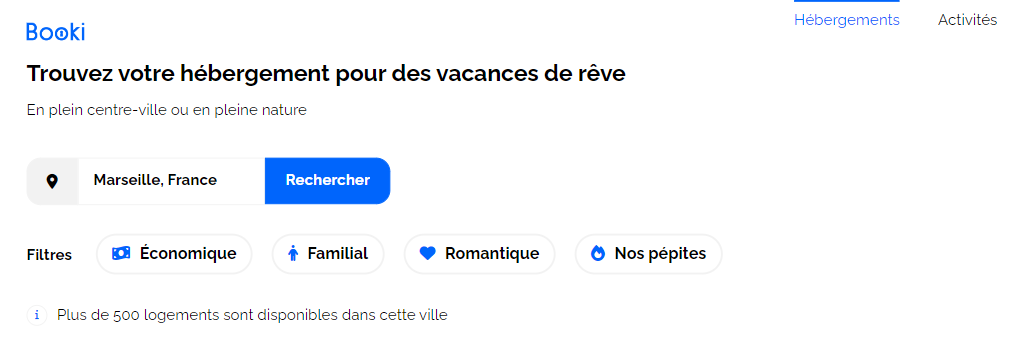 Booki
Hébergements
Activités
Trouvez votre hébergement pour des vacances de rêve
En plein centre-ville ou en pleine nature
Marseille, France
Rechercher
Filtres
Économique
Familial
Romantique
Nos pépites
i
Plus de 500 logements sont disponibles dans cette ville